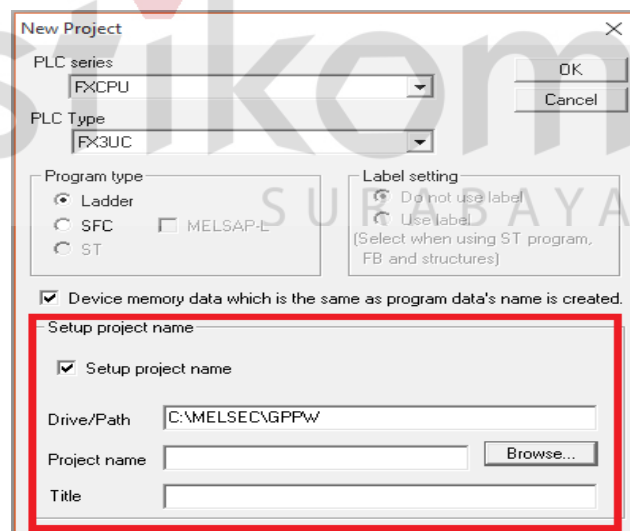 stikom
SURABAYA
New Project
PLC series
FXCPU
OK
Cancel
PLC Type
FX3UC
Program type
Ladder
SFC
MELSAP-L
ST
Label setting
Do not use label
Use label
(Select when using ST program,
FB and structures)
Device memory data which is the same as program data's name is created.
Setup project name
Setup project name
Drive/Path
C:\MELSEC\GPPW
Project name
Browse...
Title